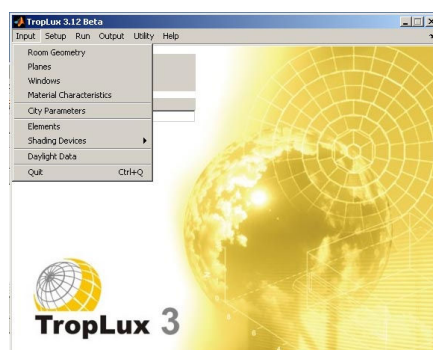 TropLux 3.12 Beta
Input Setup Run Output Utility Help
Room Geometry
Planes
Windows
Material Characteristics
City Parameters
Elements
Shading Devices
Daylight Data
Quit Ctrl+Q
TropLux 3